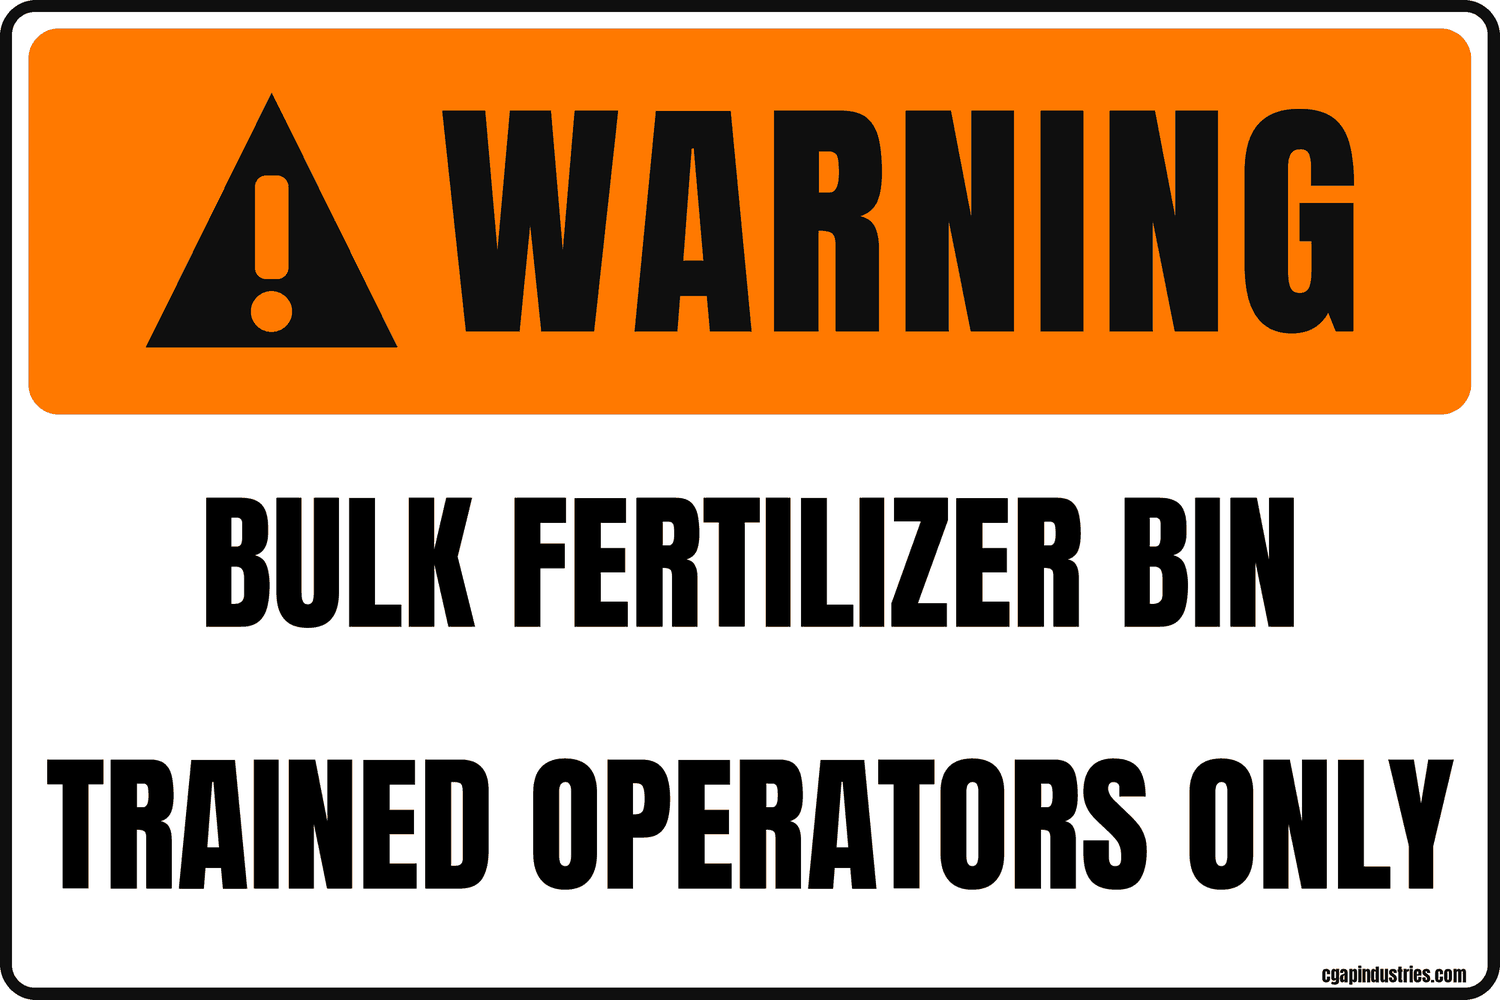 WARNING
BULK FERTILIZER BIN
TRAINED OPERATORS ONLY
cgapindustries.com